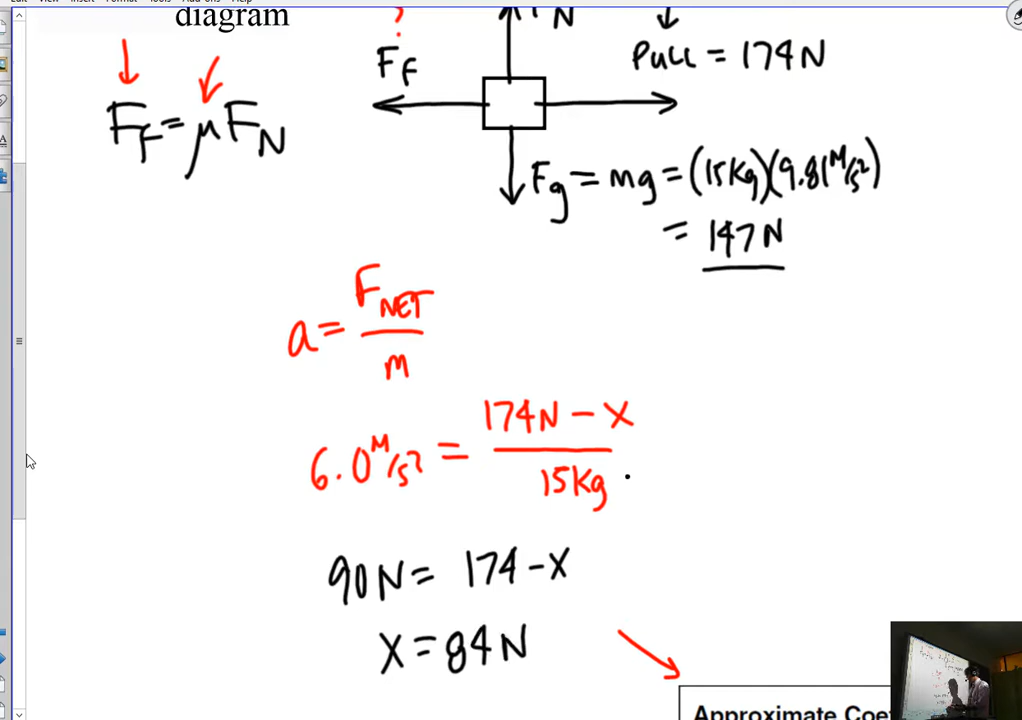 diagram
?
N
PULL = 174N
F_F
F_F = μF_N
F_g = mg = (15kg)(9.81 M/s²)
= 147N
a = F_NET / m
6.0 M/s² = 174N - X / 15kg
90N = 174 - X
X = 84N
Approximate Coe